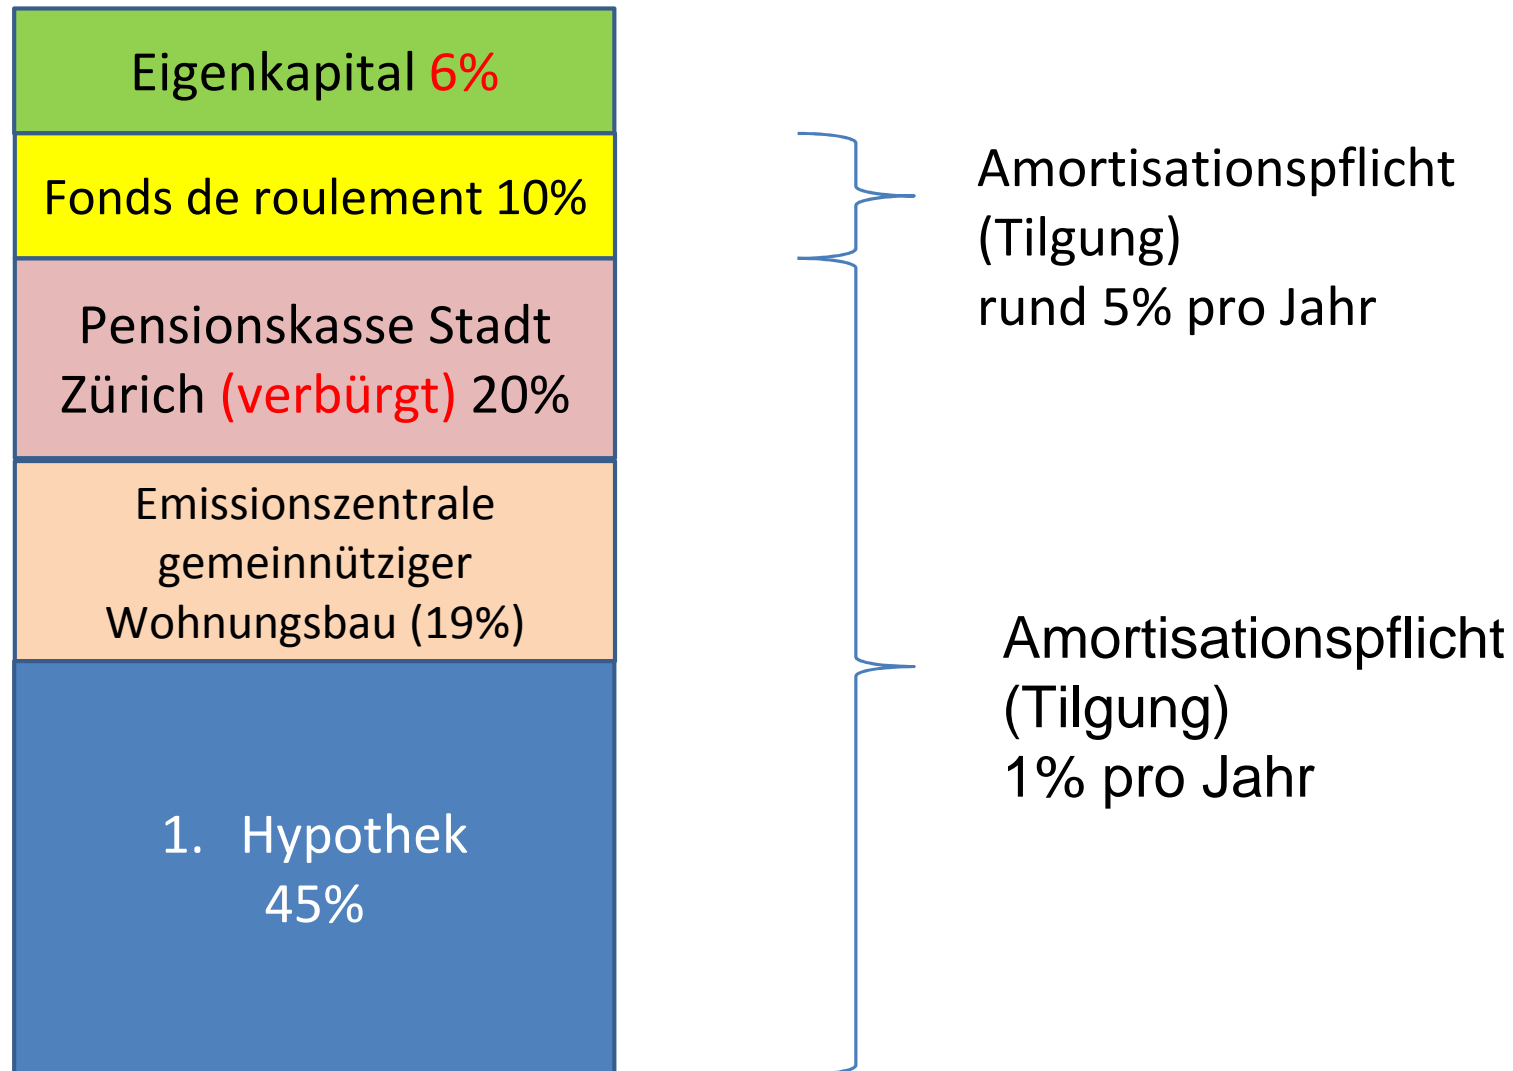 Eigenkapital 6%
Fonds de roulement 10%
Pensionskasse Stadt
Zürich (verbürgt) 20%
Emissionszentrale
gemeinnütziger
Wohnungsbau (19%)
1. Hypothek
45%
Amortisationspflicht
(Tilgung)
rund 5% pro Jahr
Amortisationspflicht
(Tilgung)
1% pro Jahr